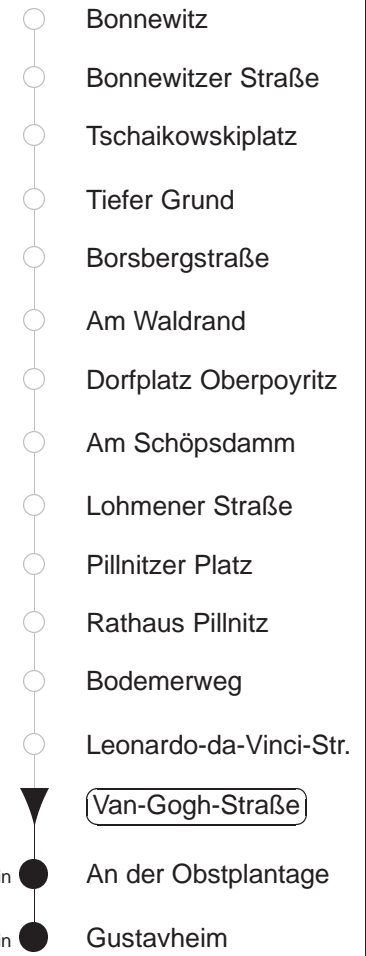 Bonnewitz
Bonnewitzer Straße
Tschaikowskiplatz
Tiefer Grund
Borsbergstraße
Am Waldrand
Dorfplatz Oberpoyritz
Am Schöpsdamm
Lohmener Straße
Pillnitzer Platz
Rathaus Pillnitz
Bodemerweg
Leonardo-da-Vinci-Str.
Van-Gogh-Straße
An der Obstplantage
Gustavheim